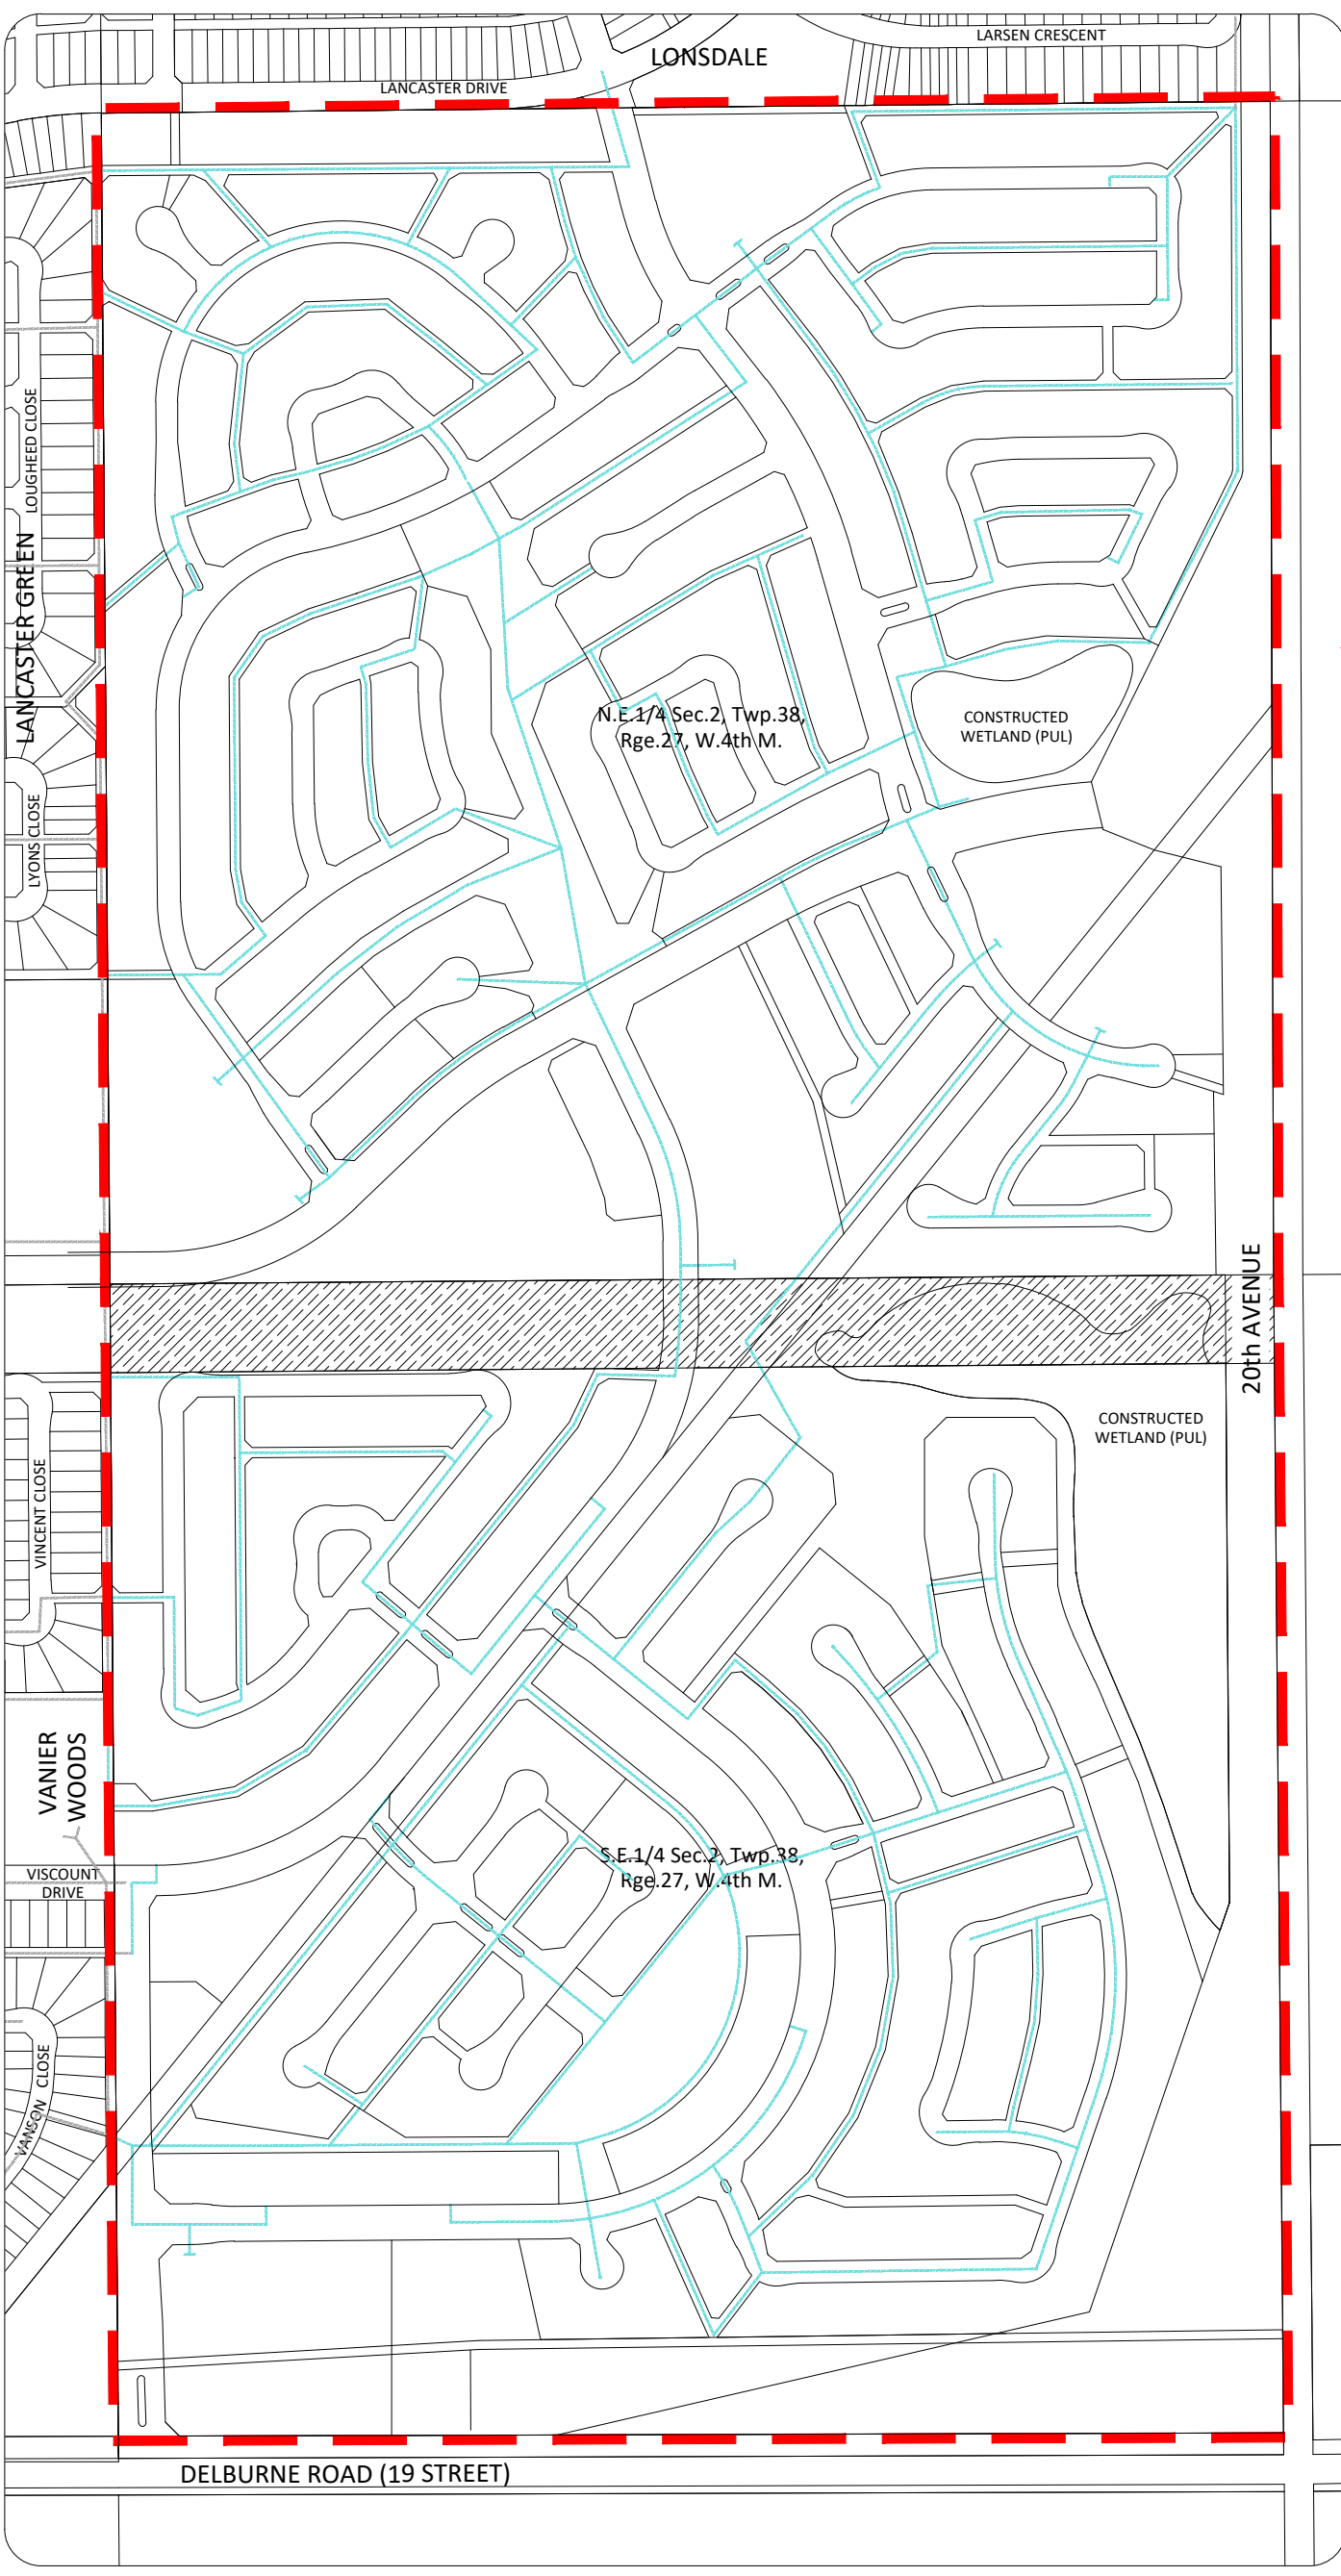 LARSEN CRESCENT
LONSDALE
LANCASTER DRIVE
LOUGHEED CLOSE
LANCASTER GREEN
N.E.1/4 Sec.2, Twp.38,
Rge.27, W.4th M.
CONSTRUCTED
WETLAND (PUL)
LYONS CLOSE
20th AVENUE
CONSTRUCTED
WETLAND (PUL)
VINCENT CLOSE
VANIER
WOODS
S.E.1/4 Sec.2, Twp.38,
Rge.27, W.4th M.
VISCOUNT
DRIVE
VANSON CLOSE
DELBURNE ROAD (19 STREET)